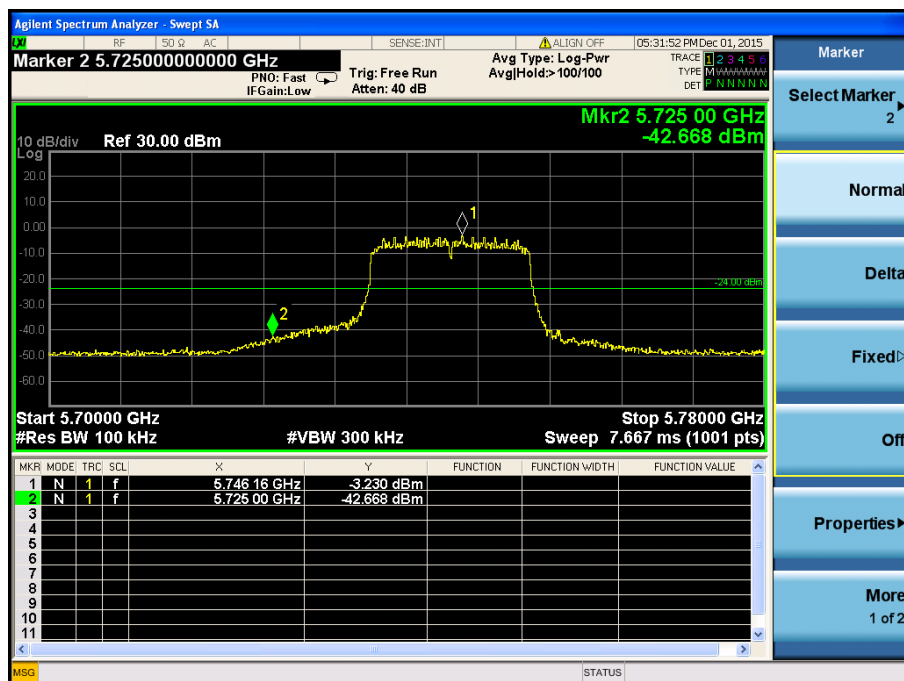 Agilent Spectrum Analyzer - Swept SA
LXI RF 50 Ω AC SENSE:INT ALIGN OFF 05:31:52 PM Dec 01, 2015
Marker 2 5.725000000000 GHz
PNO: Fast
IFGain:Low
Trig: Free Run
Atten: 40 dB
Avg Type: Log-Pwr
Avg|Hold:>100/100
TRACE 1 2 3 4 5 6
TYPE MWWWWW
DET P N N N N N
Mkr2 5.725 00 GHz
-42.668 dBm
10 dB/div
Log
Ref 30.00 dBm
20.0
10.0
0.00
-10.0
-20.0
-30.0
-40.0
-50.0
-60.0
1
2
-24.00 dBm
Start 5.70000 GHz
Stop 5.78000 GHz
#Res BW 100 kHz
#VBW 300 kHz
Sweep 7.667 ms (1001 pts)
MKR MODE TRC SCL X Y FUNCTION FUNCTION WIDTH FUNCTION VALUE
1 N 1 f 5.746 16 GHz -3.230 dBm
2 N 1 f 5.725 00 GHz -42.668 dBm
3
4
5
6
7
8
9
10
11
MSG
STATUS
Marker
Select Marker
2
Normal
Delta
Fixed
Off
Properties
More
1 of 2